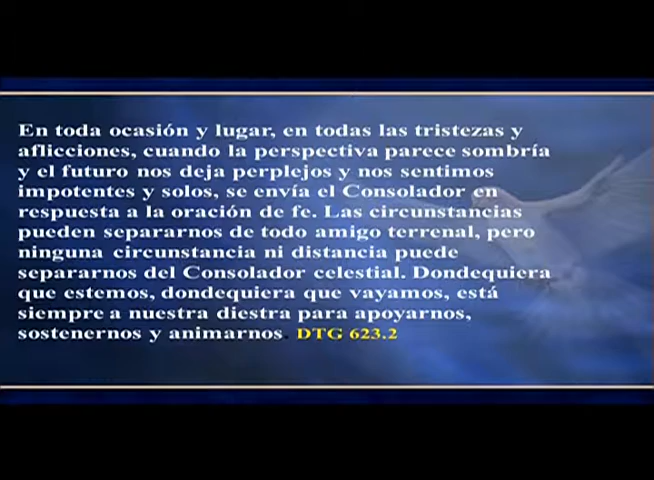 En toda ocasión y lugar, en todas las tristezas y
aflicciones, cuando la perspectiva parece sombría
y el futuro nos deja perplejos y nos sentimos
impotentes y solos, se envía el Consolador en
respuesta a la oración de fe. Las circunstancias
pueden separarnos de todo amigo terrenal, pero
ninguna circunstancia ni distancia puede
separarnos del Consolador celestial. Dondequiera
que estemos, dondequiera que vayamos, está
siempre a nuestra diestra para apoyarnos,
sostenernos y animarnos. DTG 623.2